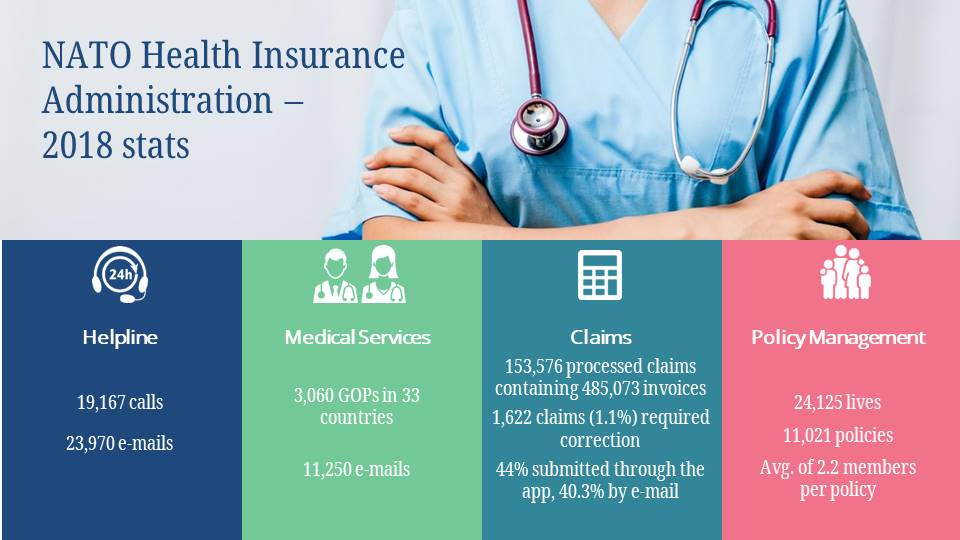 NATO Health Insurance
Administration –
2018 stats
24h
Helpline
19,167 calls
23,970 e-mails
Medical Services
3,060 GOPs in 33
countries
11,250 e-mails
Claims
153,576 processed claims
containing 485,073 invoices
1,622 claims (1.1%) required
correction
44% submitted through the
app, 40.3% by e-mail
Policy Management
24,125 lives
11,021 policies
Avg. of 2.2 members
per policy